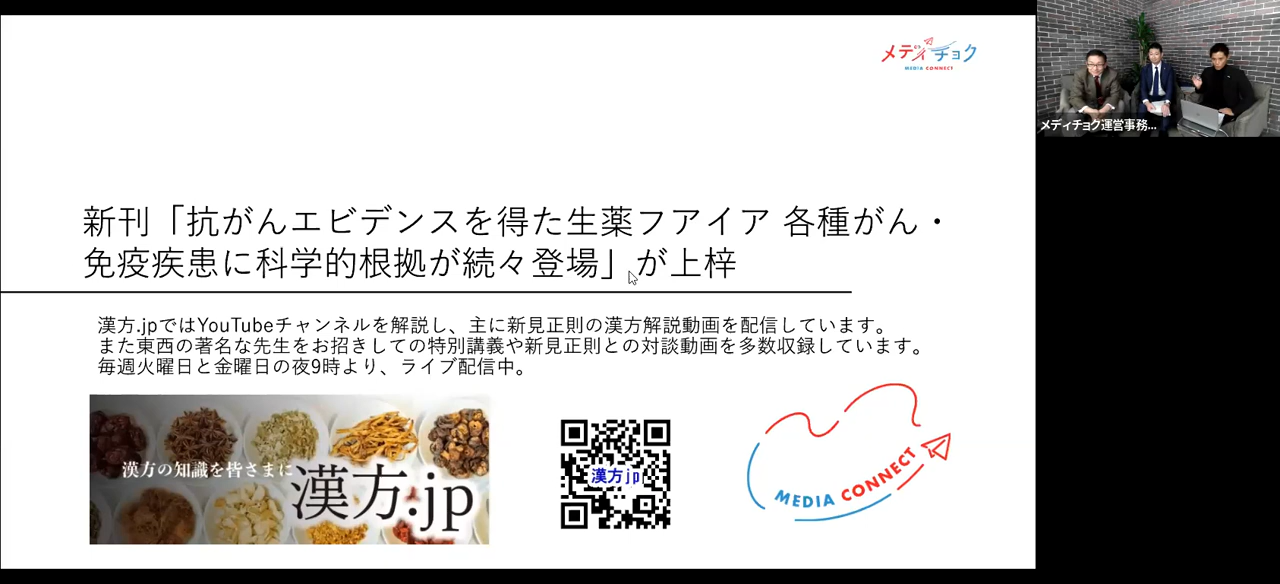 メディチョク
MEDIA CONNECT
メディチョク運営事務...
新刊「抗がんエビデンスを得た生薬フアイア 各種がん・
免疫疾患に科学的根拠が続々登場」が上梓
漢方.jpではYouTubeチャンネルを解説し、主に新見正則の漢方解説動画を配信しています。
また東西の著名な先生をお招きしての特別講義や新見正則との対談動画を多数収録しています。
毎週火曜日と金曜日の夜9時より、ライブ配信中。
漢方の知識を皆さまに
漢方.jp
漢方jp
MEDIA CONNECT